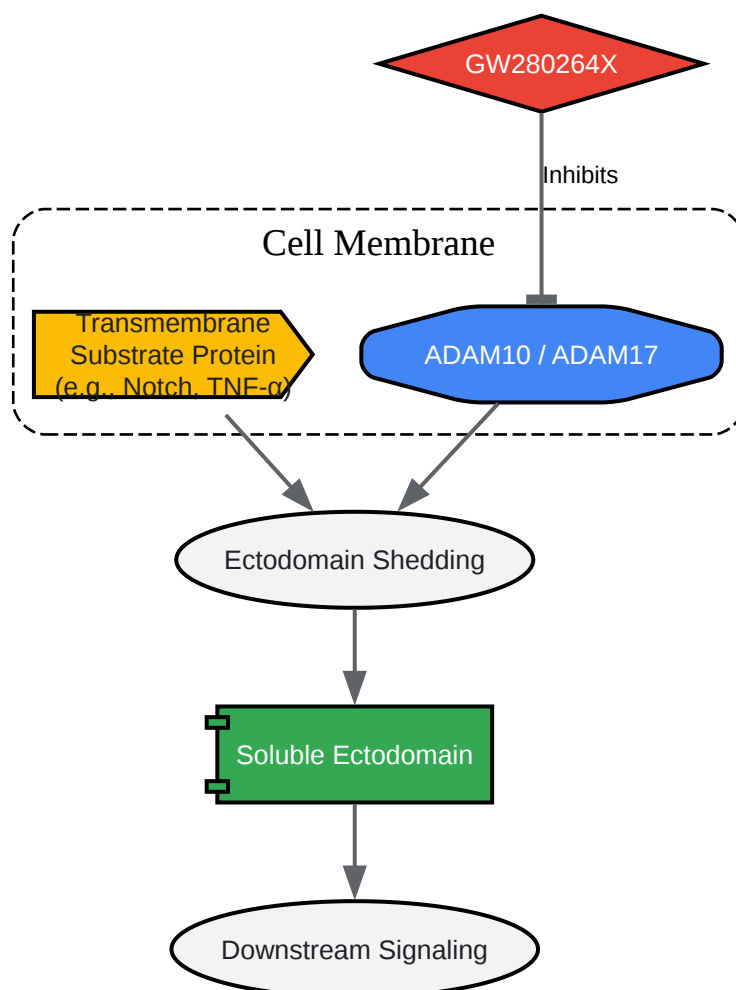 GW280264X
Inhibits
Cell Membrane
Transmembrane
Substrate Protein
(e.g., Notch, TNF-α)
ADAM10 / ADAM17
Ectodomain Shedding
Soluble Ectodomain
Downstream Signaling